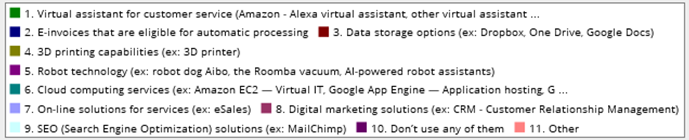 1. Virtual assistant for customer service (Amazon - Alexa virtual assistant, other virtual assistant ...
2. E-invoices that are eligible for automatic processing 3. Data storage options (ex: Dropbox, One Drive, Google Docs)
4. 3D printing capabilities (ex: 3D printer)
5. Robot technology (ex: robot dog Aibo, the Roomba vacuum, AI-powered robot assistants)
6. Cloud computing services (ex: Amazon EC2 — Virtual IT, Google App Engine — Application hosting, G ...
7. On-line solutions for services (ex: eSales) 8. Digital marketing solutions (ex: CRM - Customer Relationship Management)
9. SEO (Search Engine Optimization) solutions (ex: MailChimp) 10. Don't use any of them 11. Other